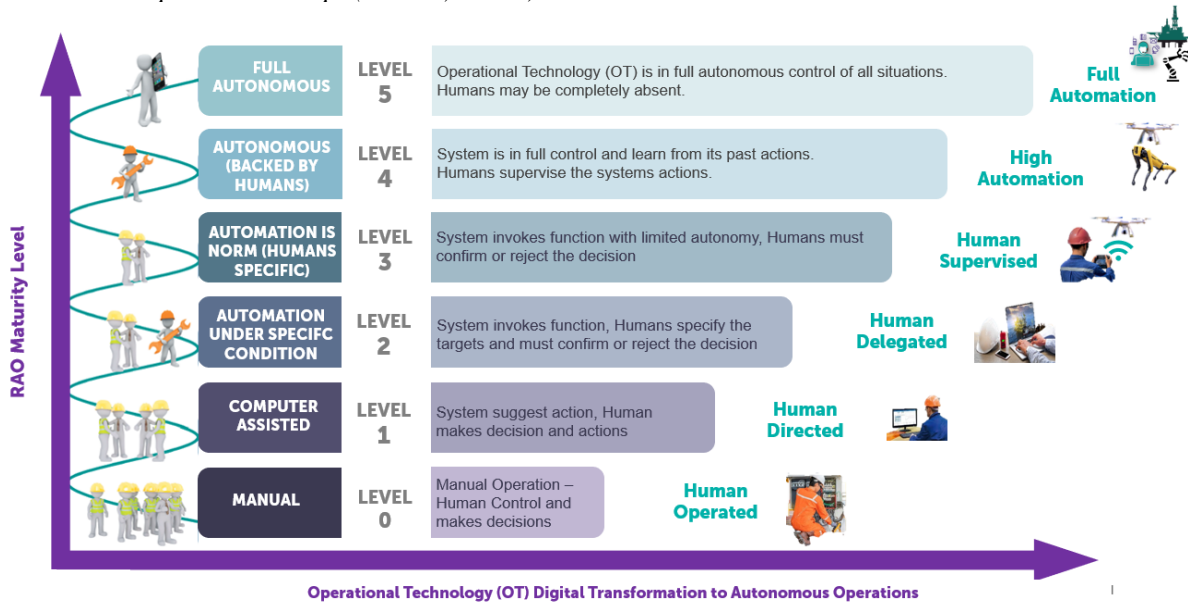 FULL
AUTONOMOUS
LEVEL
5
Operational Technology (OT) is in full autonomous control of all situations.
Humans may be completely absent.
Full
Automation
AUTONOMOUS
(BACKED BY
HUMANS)
LEVEL
4
System is in full control and learn from its past actions.
Humans supervise the systems actions.
High
Automation
AUTOMATION IS
NORM (HUMANS
SPECIFIC)
LEVEL
3
System invokes function with limited autonomy, Humans must
confirm or reject the decision
Human
Supervised
AUTOMATION
UNDER SPECIFC
CONDITION
LEVEL
2
System invokes function, Humans specify the
targets and must confirm or reject the decision
Human
Delegated
COMPUTER
ASSISTED
LEVEL
1
System suggest action, Human
makes decision and actions
Human
Directed
MANUAL
LEVEL
0
Manual Operation –
Human Control and
makes decisions
Human
Operated
RAO Maturity Level
Operational Technology (OT) Digital Transformation to Autonomous Operations